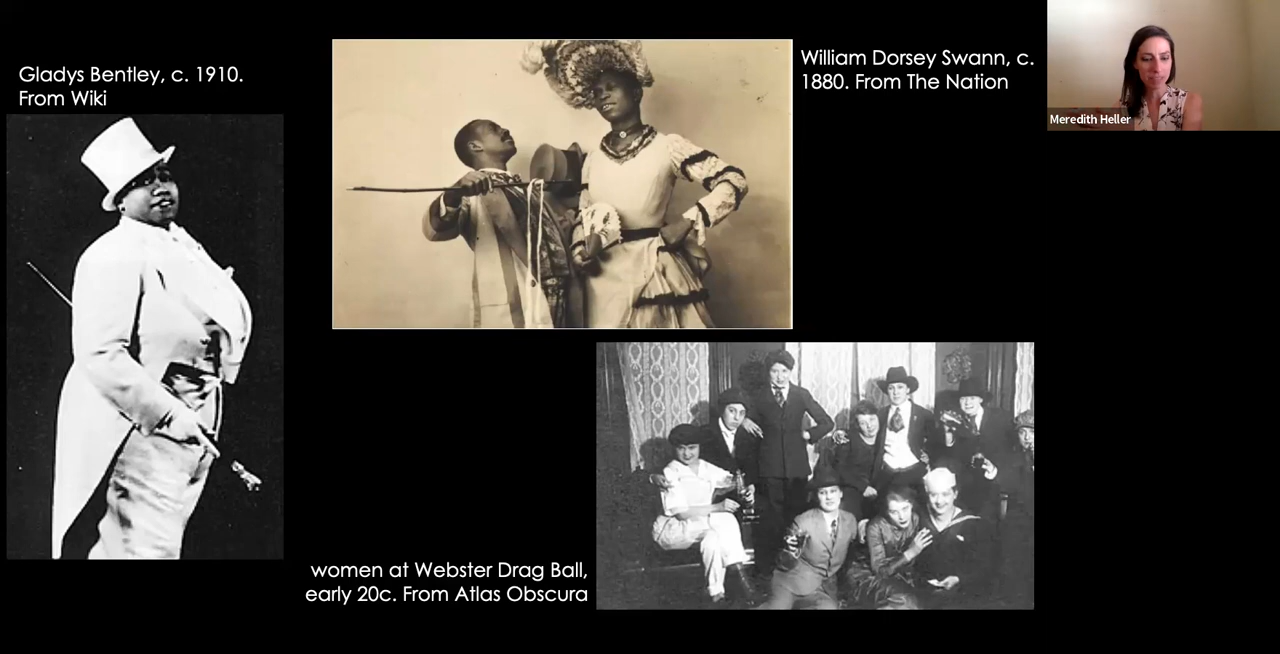 Gladys Bentley, c. 1910.
From Wiki
William Dorsey Swann, c.
1880. From The Nation
Meredith Heller
women at Webster Drag Ball,
early 20c. From Atlas Obscura